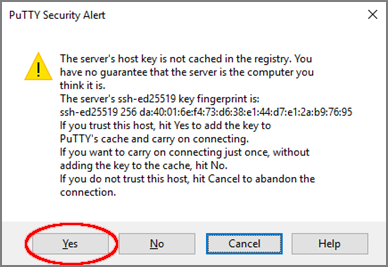 PuTTY Security Alert
The server's host key is not cached in the registry. You
have no guarantee that the server is the computer you
think it is.
The server's ssh-ed25519 key fingerprint is:
ssh-ed25519 256 da:40:01:6e:f4:73:d6:38:e1:44:d7:e1:2a:b9:76:95
If you trust this host, hit Yes to add the key to
PuTTY's cache and carry on connecting.
If you want to carry on connecting just once, without
adding the key to the cache, hit No.
If you do not trust this host, hit Cancel to abandon the
connection.
Yes No Cancel Help